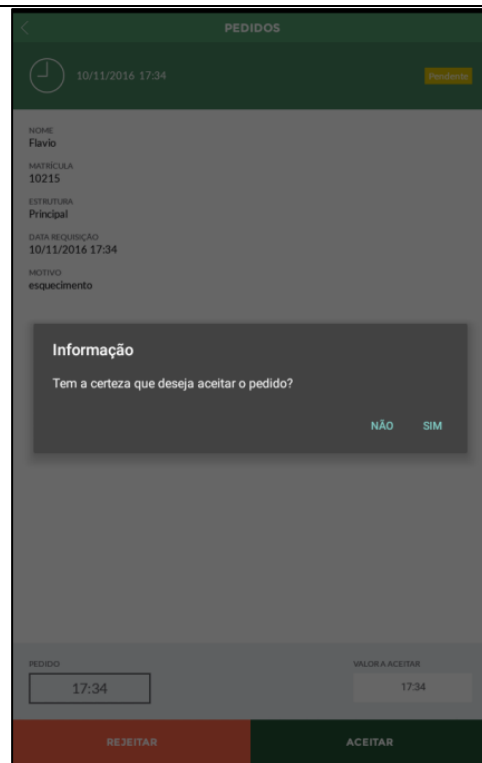 PEDIDOS
10/11/2016 17:34
Pendente
NOME
Flavio
MATRÍCULA
10215
ESTRUTURA
Principal
DATA REQUISIÇÃO
10/11/2016 17:34
MOTIVO
esquecimento
Informação
Tem a certeza que deseja aceitar o pedido?
NÃO SIM
PEDIDO VALOR A ACEITAR
17:34 17:34
REJEITAR ACEITAR